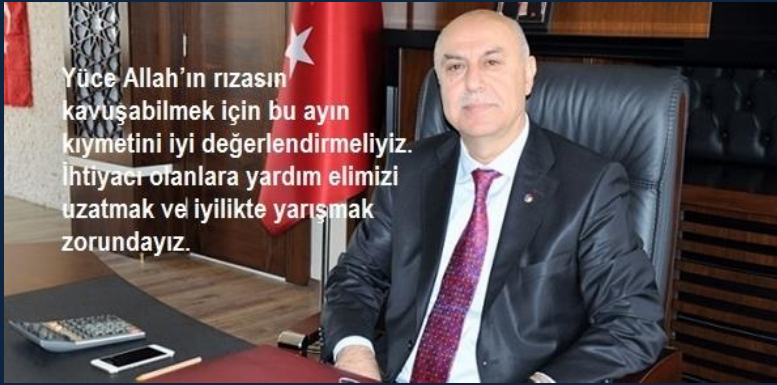 Yüce Allah’ın rızasın
kavuşabilmek için bu ayın
kıymetini iyi değerlendirmeliyiz.
İhtiyacı olanlara yardım elimizi
uzatmak ve iyilikte yarışmak
zorundayız.